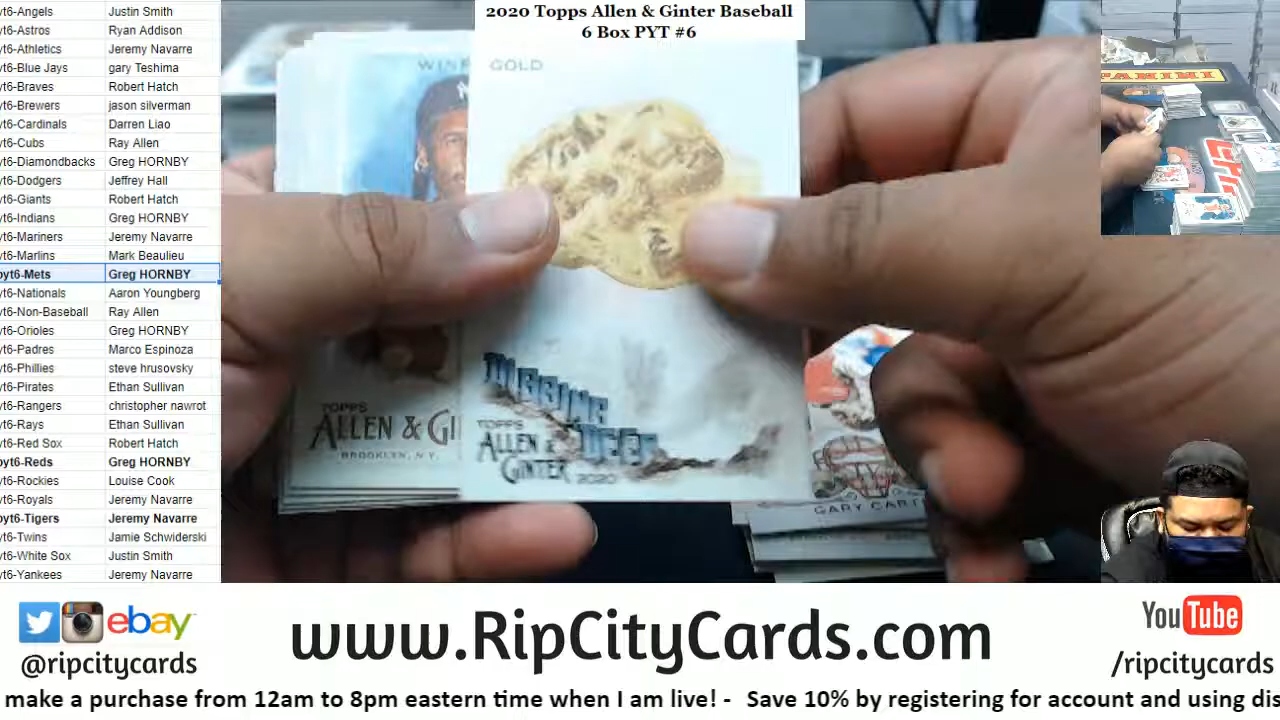 2020 Topps Allen & Ginter Baseball
6 Box PYT #6
yt6-Angels Justin Smith
yt6-Astros Ryan Addison
yt6-Athletics Jeremy Navarre
yt6-Blue Jays gary Teshima
yt6-Braves Robert Hatch
yt6-Brewers jason silverman
yt6-Cardinals Darren Liao
yt6-Cubs Ray Allen
yt6-Diamondbacks Greg HORNBY
yt6-Dodgers Jeffrey Hall
yt6-Giants Robert Hatch
yt6-Indians Greg HORNBY
yt6-Mariners Jeremy Navarre
yt6-Marlins Mark Beaulieu
pyt6-Mets Greg HORNBY
yt6-Nationals Aaron Youngberg
yt6-Non-Baseball Ray Allen
yt6-Orioles Greg HORNBY
yt6-Padres Marco Espinoza
yt6-Phillies steve hrusovsky
yt6-Pirates Ethan Sullivan
yt6-Rangers christopher nawrot
yt6-Rays Ethan Sullivan
yt6-Red Sox Robert Hatch
pyt6-Reds Greg HORNBY
yt6-Rockies Louise Cook
yt6-Royals Jeremy Navarre
pyt6-Tigers Jeremy Navarre
yt6-Twins Jamie Schwiderski
yt6-White Sox Justin Smith
yt6-Yankees Jeremy Navarre
WINF
GOLD
DIGGING
DEEP
TOPPS
ALLEN &
GINTER 2020
TOPPS
ALLEN & GI
BROOKLYN, N.Y.
GARY CART
PANINI
ebay
@ripcitycards
www.RipCityCards.com
YouTube
/ripcitycards
make a purchase from 12am to 8pm eastern time when I am live! - Save 10% by registering for account and using dis